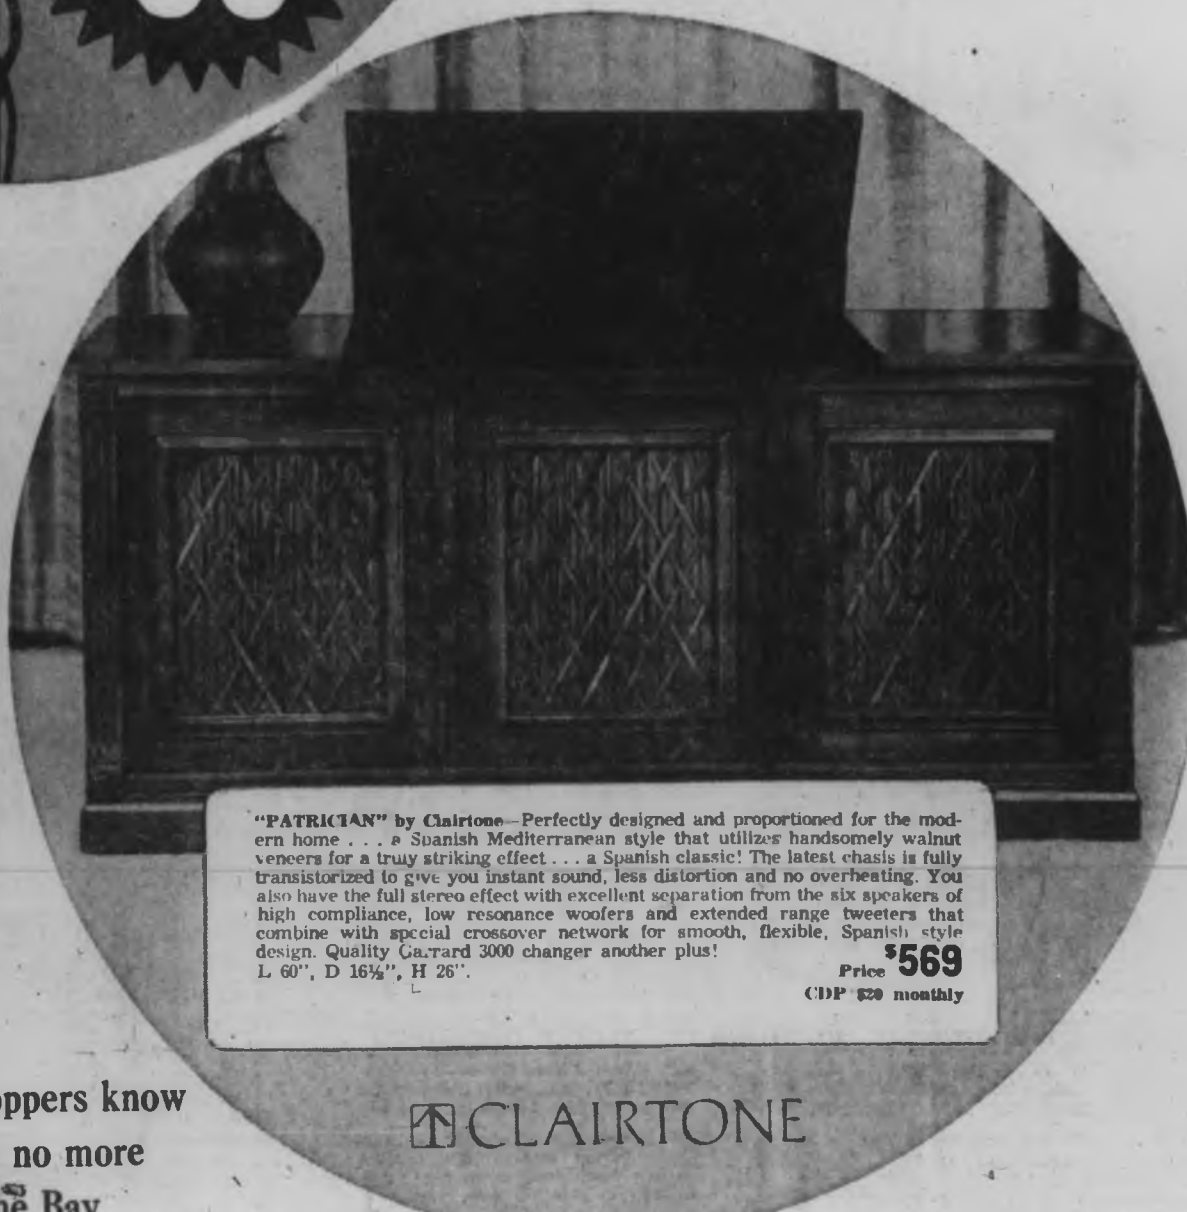 “PATRICIAN” by Clairtone—Perfectly designed and proportioned for the mod-
ern home . . . a Spanish Mediterranean style that utilizes handsomely walnut
veneers for a truly striking effect . . . a Spanish classic! The latest chasis is fully
transistorized to give you instant sound, less distortion and no overheating. You
also have the full stereo effect with excellent separation from the six speakers of
high compliance, low resonance woofers and extended range tweeters that
combine with special crossover network for smooth, flexible, Spanish style
design. Quality Garrard 3000 changer another plus!
L 60”, D 16½”, H 26”.
Price $569
CDP $20 monthly
CLAIRTONE
oppers know
no more
he Bay